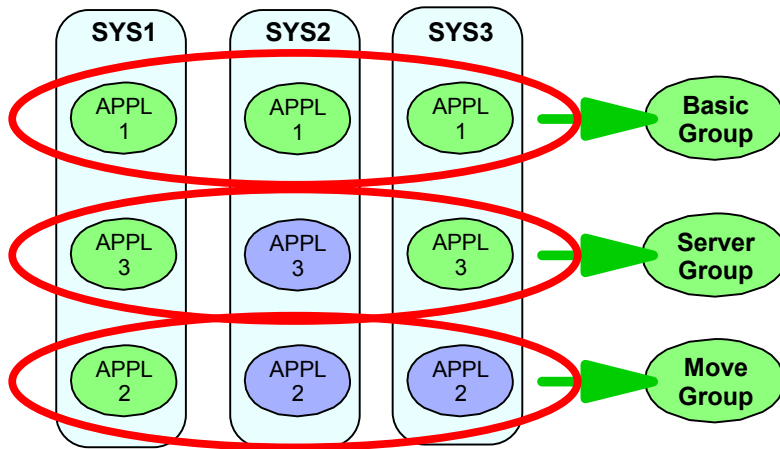 SYS1
SYS2
SYS3
APPL
1
APPL
1
APPL
1
Basic
Group
APPL
3
APPL
3
APPL
3
Server
Group
APPL
2
APPL
2
APPL
2
Move
Group